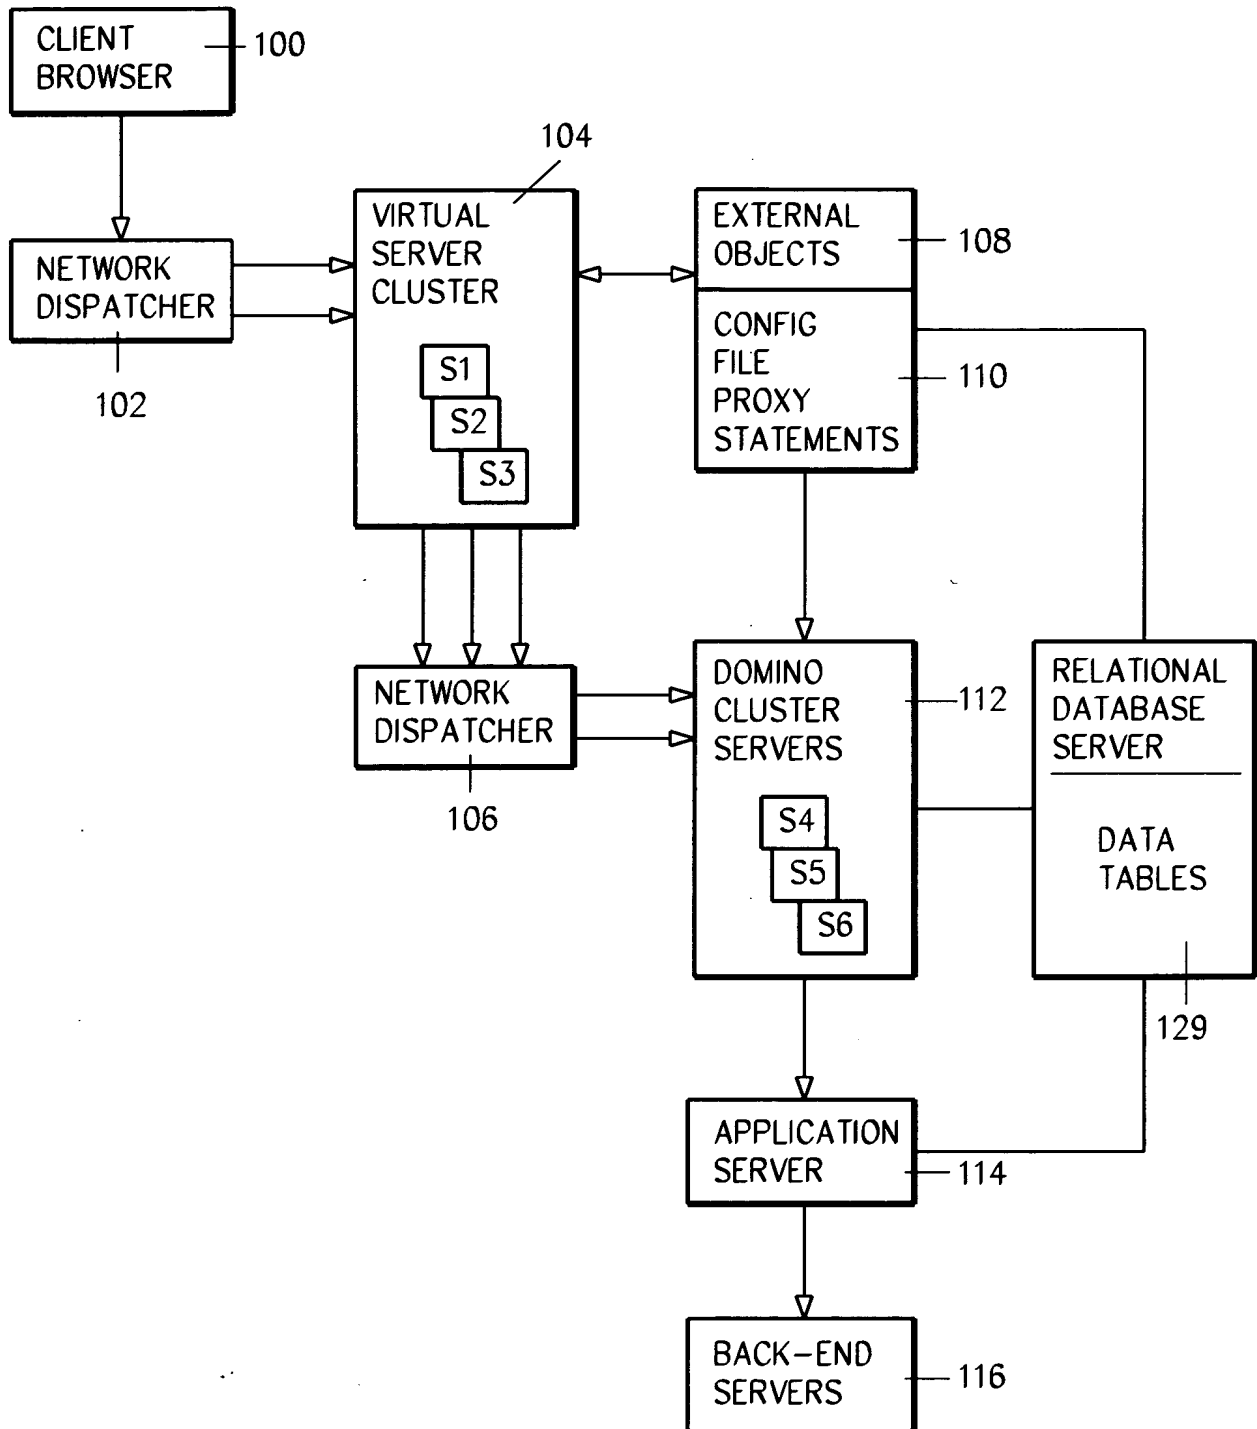 CLIENT
BROWSER
100
104
VIRTUAL
SERVER
CLUSTER
EXTERNAL
OBJECTS
108
NETWORK
DISPATCHER
102
CONFIG
FILE
PROXY
STATEMENTS
110
S1
S2
S3
NETWORK
DISPATCHER
106
DOMINO
CLUSTER
SERVERS
112
RELATIONAL
DATABASE
SERVER
S4
S5
S6
DATA
TABLES
129
APPLICATION
SERVER
114
BACK-END
SERVERS
116